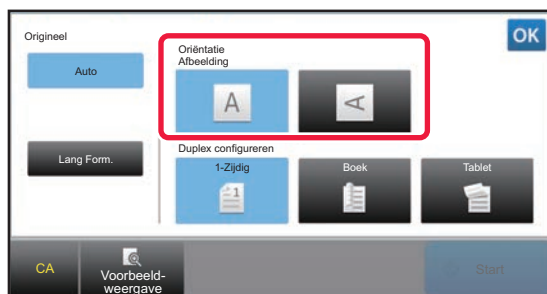 Origineel
OK
Oriëntatie
Afbeelding
Auto
A
A
Lang Form.
Duplex configureren
1-Zijdig
Boek
Tablet
1
CA
Voorbeeld-
weergave
Start